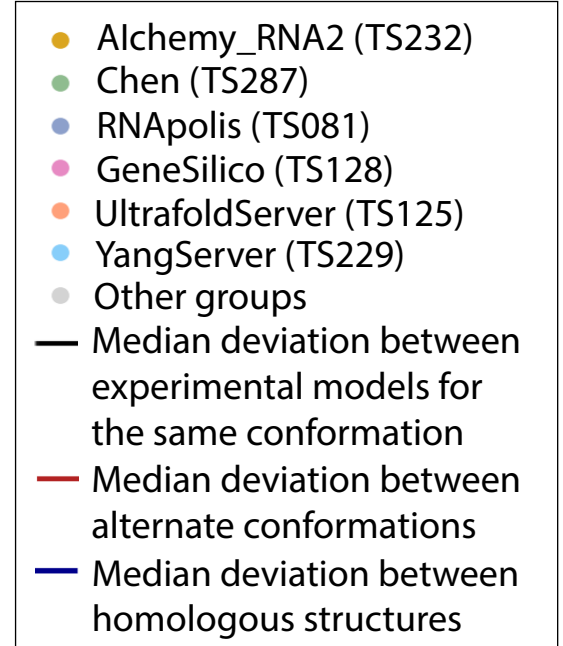 Alchemy_RNA2 (TS232)
Chen (TS287)
RNApolis (TS081)
GeneSilico (TS128)
UltrafoldServer (TS125)
YangServer (TS229)
Other groups
Median deviation between
experimental models for
the same conformation
Median deviation between
alternate conformations
Median deviation between
homologous structures